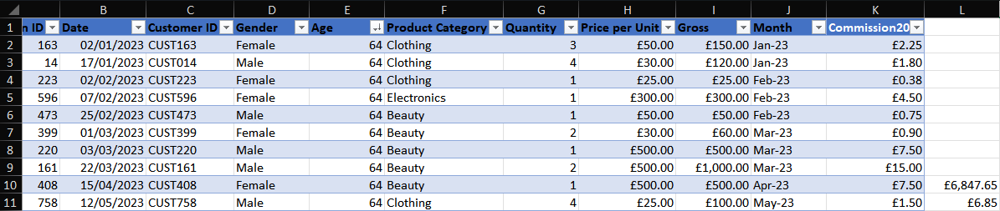 B C D E F G H I J K L
1 n ID Date Customer ID Gender Age Product Category Quantity Price per Unit Gross Month Commission20
2 163 02/01/2023 CUST163 Female 64 Clothing 3 £50.00 £150.00 Jan-23 £2.25
3 14 17/01/2023 CUST014 Male 64 Clothing 4 £30.00 £120.00 Jan-23 £1.80
4 223 02/02/2023 CUST223 Female 64 Clothing 1 £25.00 £25.00 Feb-23 £0.38
5 596 07/02/2023 CUST596 Female 64 Electronics 1 £300.00 £300.00 Feb-23 £4.50
6 473 25/02/2023 CUST473 Male 64 Beauty 1 £50.00 £50.00 Feb-23 £0.75
7 399 01/03/2023 CUST399 Female 64 Beauty 2 £30.00 £60.00 Mar-23 £0.90
8 220 03/03/2023 CUST220 Male 64 Beauty 1 £500.00 £500.00 Mar-23 £7.50
9 161 22/03/2023 CUST161 Male 64 Beauty 2 £500.00 £1,000.00 Mar-23 £15.00
10 408 15/04/2023 CUST408 Female 64 Beauty 1 £500.00 £500.00 Apr-23 £7.50 £6,847.65
11 758 12/05/2023 CUST758 Male 64 Clothing 4 £25.00 £100.00 May-23 £1.50 £6.85